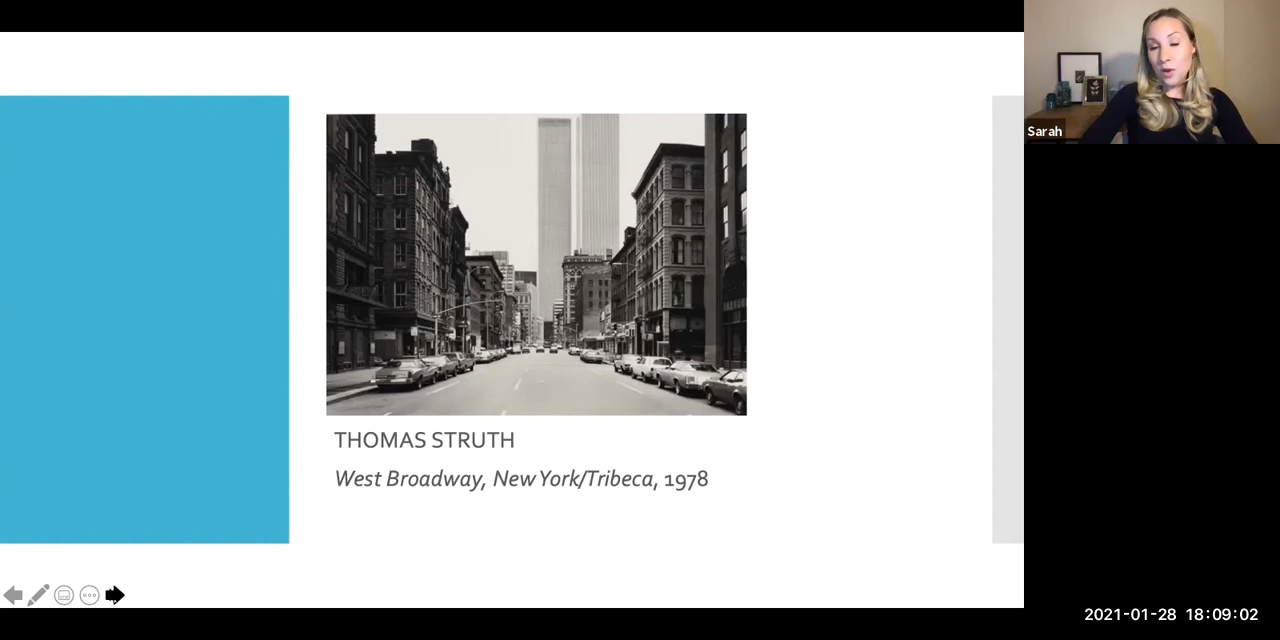 Sarah
THOMAS STRUTH
West Broadway, New York/Tribeca, 1978
2021-01-28 18:09:02